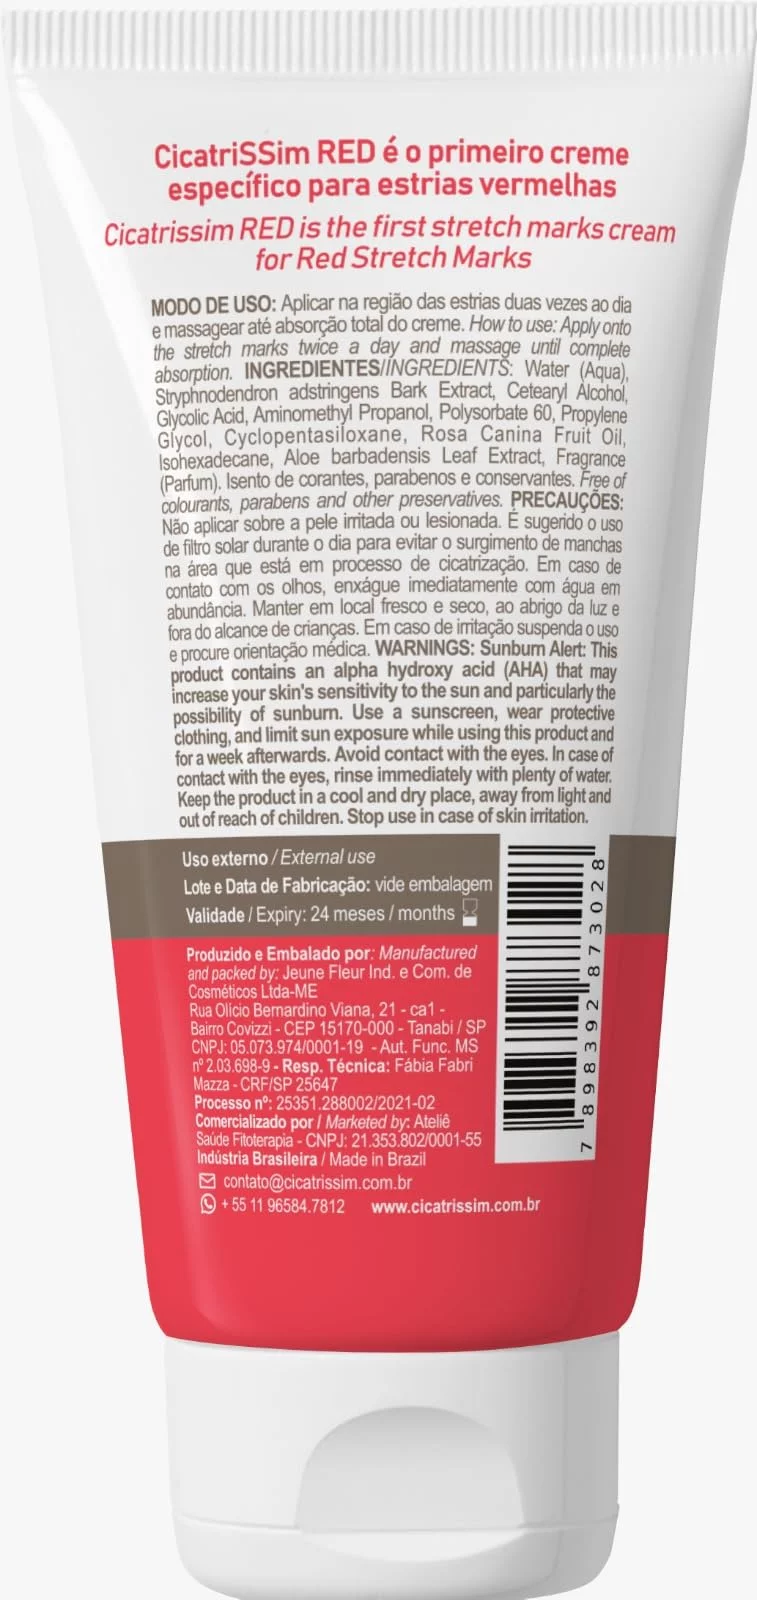 CicatriSSim RED é o primeiro creme
específico para estrias vermelhas
Cicatrissim RED is the first stretch marks cream
for Red Stretch Marks
MODO DE USO: Aplicar na região das estrias duas vezes ao dia
e massagear até absorção total do creme. How to use: Apply onto
the stretch marks twice a day and massage until complete
absorption. INGREDIENTES/INGREDIENTS: Water (Aqua),
Stryphnodendron adstringens Bark Extract, Cetearyl Alcohol,
Glycolic Acid, Aminomethyl Propanol, Polysorbate 60, Propylene
Glycol, Cyclopentasiloxane, Rosa Canina Fruit Oil,
Isohexadecane, Aloe barbadensis Leaf Extract, Fragrance
(Parfum). Isento de corantes, parabenos e conservantes. Free of
colourants, parabens and other preservatives. PRECAUÇÕES:
Não aplicar sobre a pele irritada ou lesionada. É sugerido o uso
de filtro solar durante o dia para evitar o surgimento de manchas
na área que está em processo de cicatrização. Em caso de
contato com os olhos, enxágue imediatamente com água em
abundância. Manter em local fresco e seco, ao abrigo da luz e
fora do alcance de crianças. Em caso de irritação suspenda o uso
e procure orientação médica. WARNINGS: Sunburn Alert: This
product contains an alpha hydroxy acid (AHA) that may
increase your skin's sensitivity to the sun and particularly the
possibility of sunburn. Use a sunscreen, wear protective
clothing, and limit sun exposure while using this product and
for a week afterwards. Avoid contact with the eyes. In case of
contact with the eyes, rinse immediately with plenty of water.
Keep the product in a cool and dry place, away from light and
out of reach of children. Stop use in case of skin irritation.
Uso externo / External use
Lote e Data de Fabricação: vide embalagem
Validade / Expiry: 24 meses / months
Produzido e Embalado por: Manufactured
and packed by: Jeune Fleur Ind. e Com. de
Cosméticos Ltda-ME
Rua Olício Bernardino Viana, 21 - ca1 -
Bairro Covizzi - CEP 15170-000 - Tanabi / SP
CNPJ: 05.073.974/0001-19 - Aut. Func. MS
nº 2.03.698-9 - Resp. Técnica: Fábia Fabri
Mazza - CRF/SP 25647
Processo nº: 25351.288002/2021-02
Comercializado por / Marketed by: Ateliê
Saúde Fitoterapia - CNPJ: 21.353.802/0001-55
Indústria Brasileira / Made in Brazil
contato@cicatrissim.com.br
+ 55 11 96584.7812 www.cicatrissim.com.br
7 898392 873028